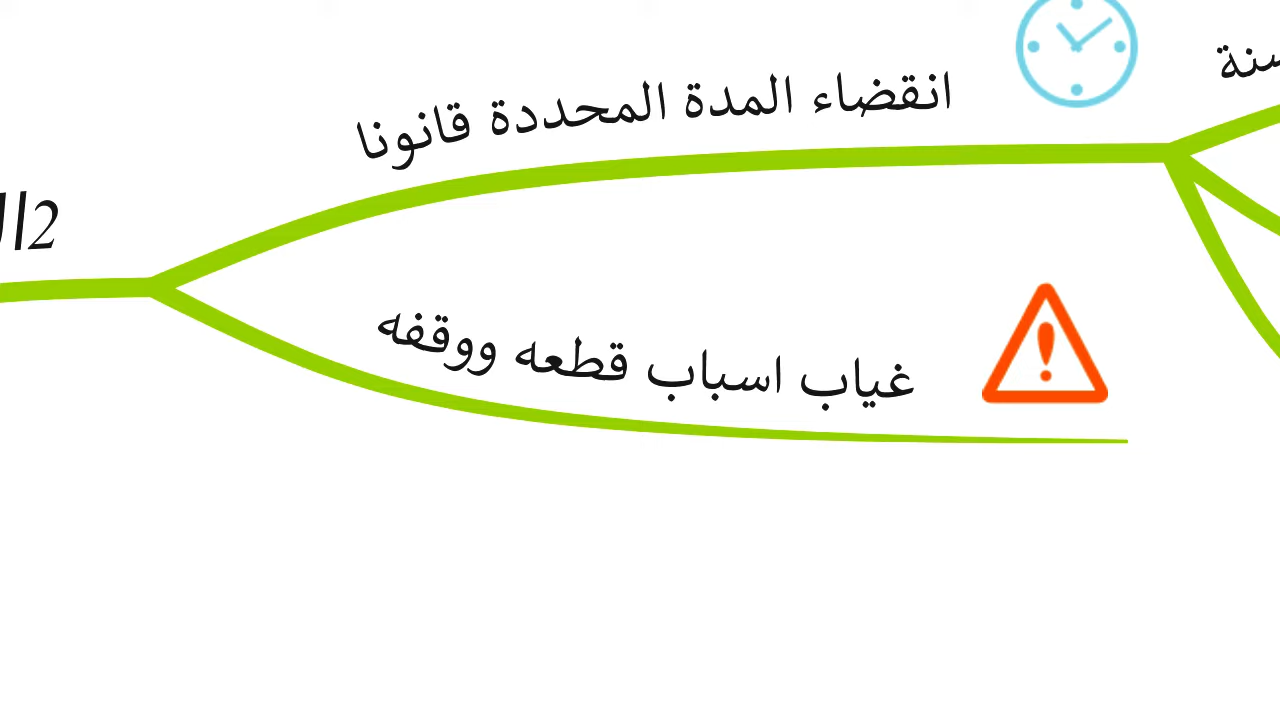 انقضاء المدة المحددة قانونا
غياب اسباب قطعه ووقفه